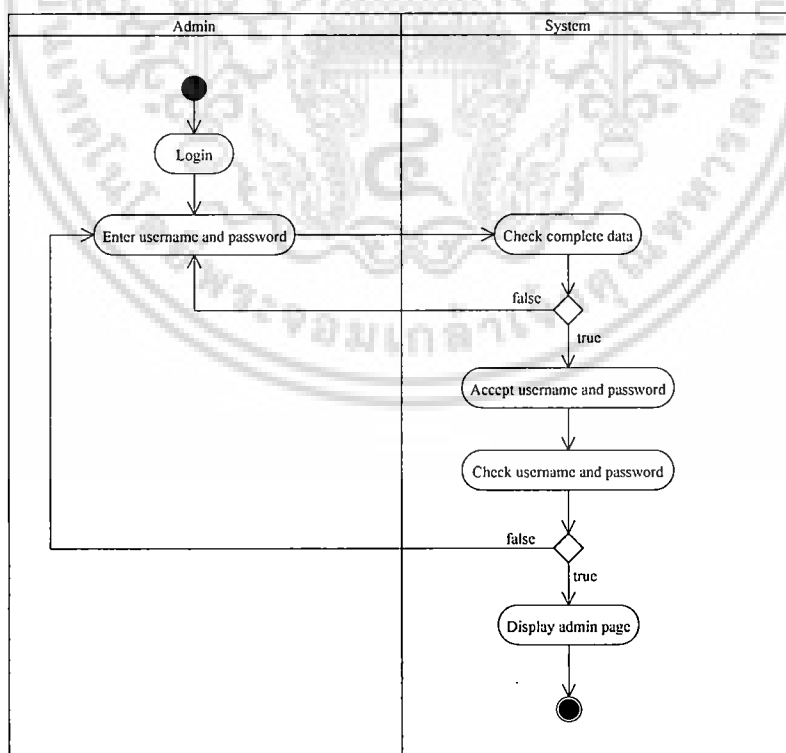 Admin
System
Login
Enter username and password
Check complete data
false
true
Accept username and password
Check username and password
false
true
Display admin page